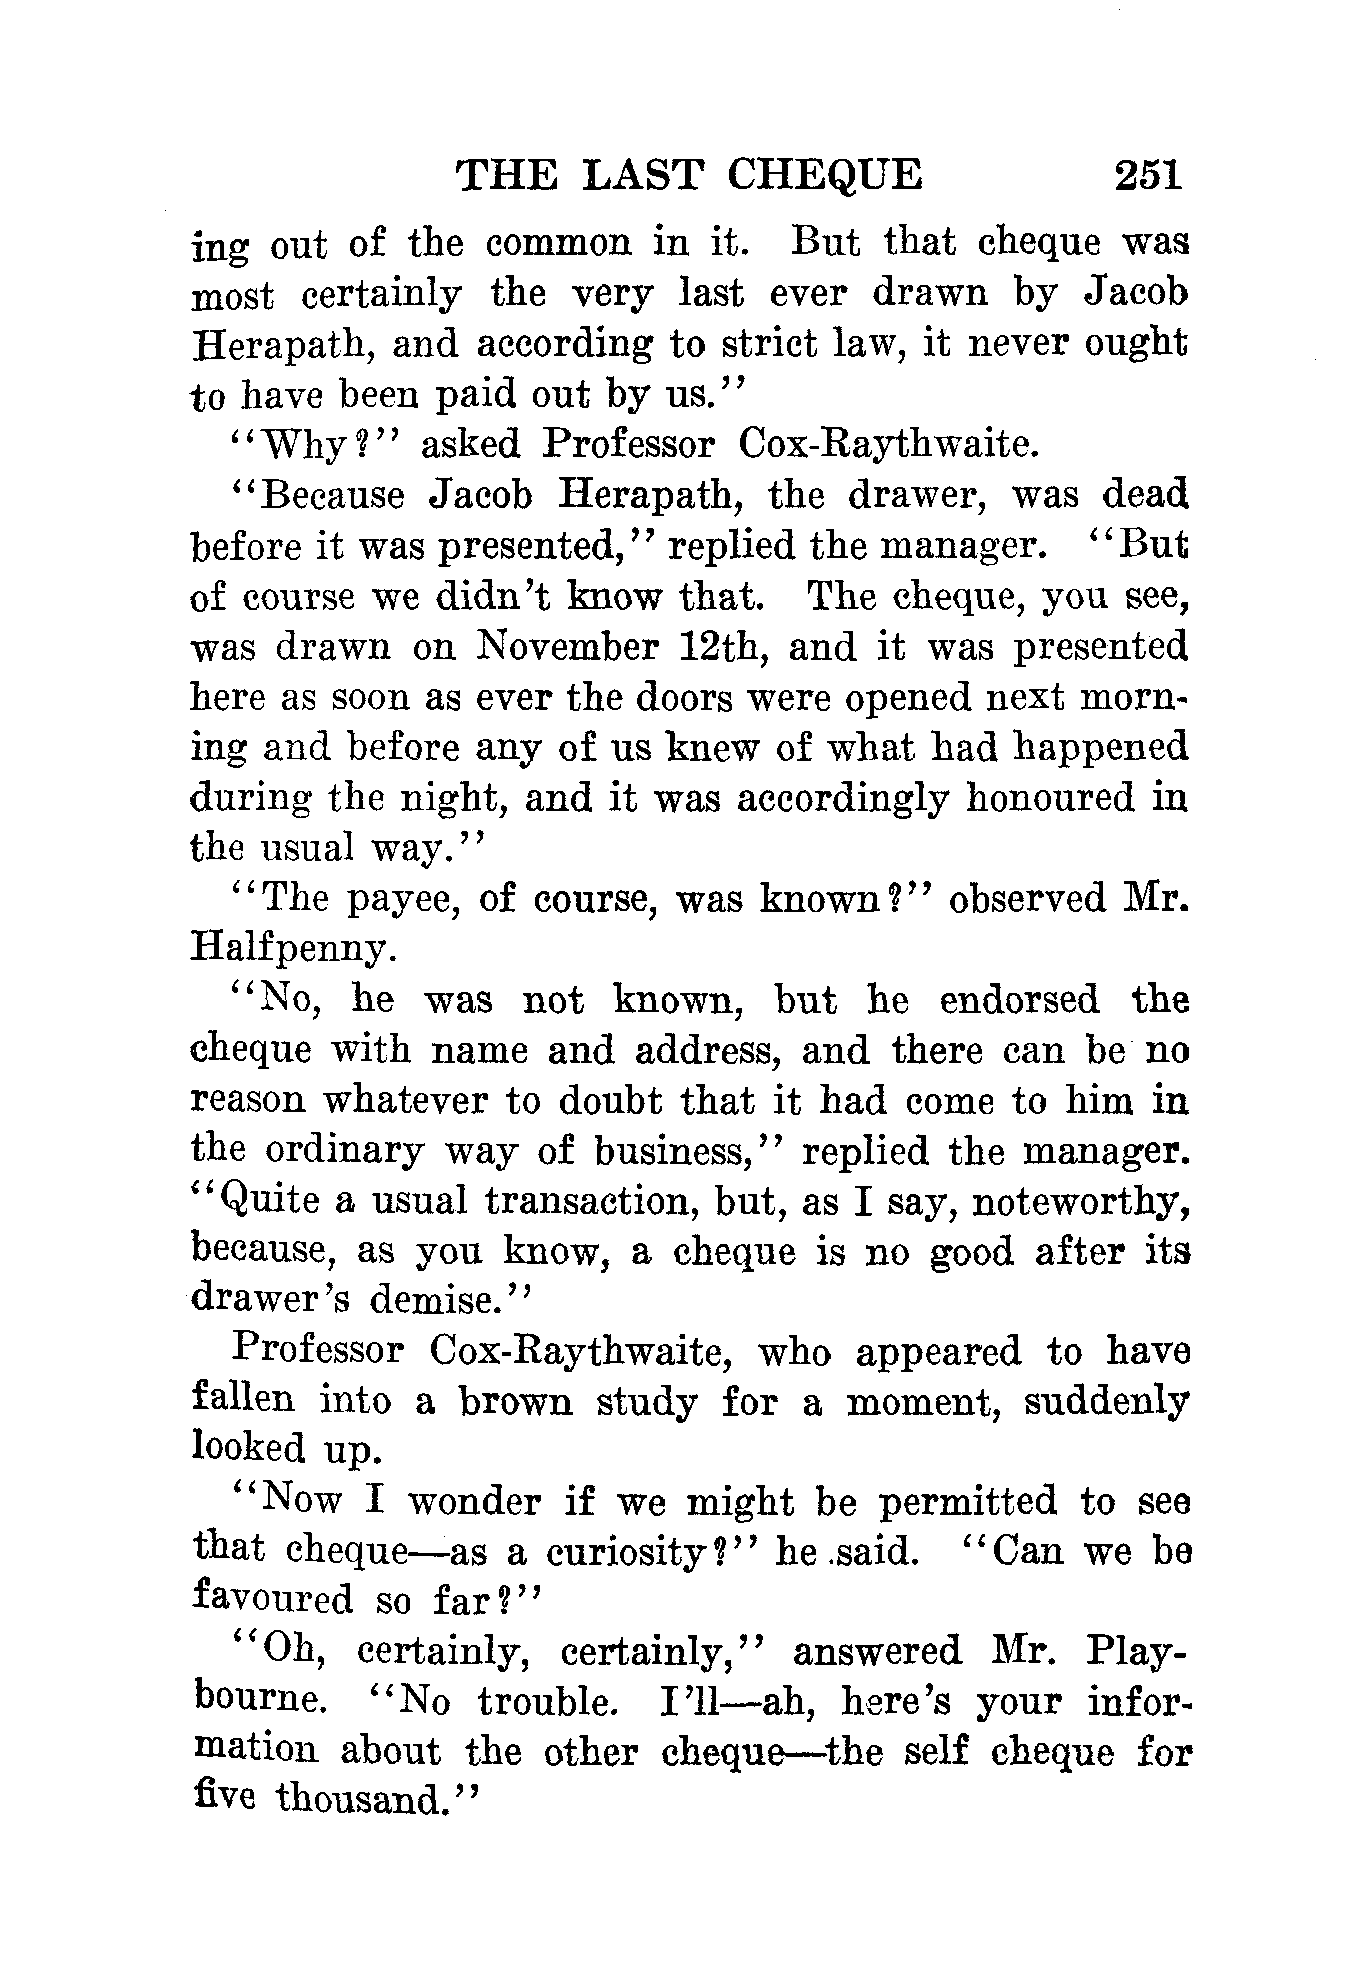 THE LAST CHEQUE 251
ing out of the common in it. But that cheque was
most certainly the very last ever drawn by Jacob
Herapath, and according to strict law, it never ought
to have been paid out by us."
"Why?" asked Professor Cox-Raythwaite.
"Because Jacob Herapath, the drawer, was dead
before it was presented," replied the manager. "But
of course we didn't know that. The cheque, you see,
was drawn on November 12th, and it was presented
here as soon as ever the doors were opened next morn-
ing and before any of us knew of what had happened
during the night, and it was accordingly honoured in
the usual way."
"The payee, of course, was known?" observed Mr.
Halfpenny.
"No, he was not known, but he endorsed the
cheque with name and address, and there can be no
reason whatever to doubt that it had come to him in
the ordinary way of business," replied the manager.
"Quite a usual transaction, but, as I say, noteworthy,
because, as you know, a cheque is no good after its
drawer's demise."
Professor Cox-Raythwaite, who appeared to have
fallen into a brown study for a moment, suddenly
looked up.
"Now I wonder if we might be permitted to see
that cheque—as a curiosity?" he said. "Can we be
favoured so far?"
"Oh, certainly, certainly," answered Mr. Play-
bourne. "No trouble. I'll—ah, here's your infor-
mation about the other cheque—the self cheque for
five thousand."